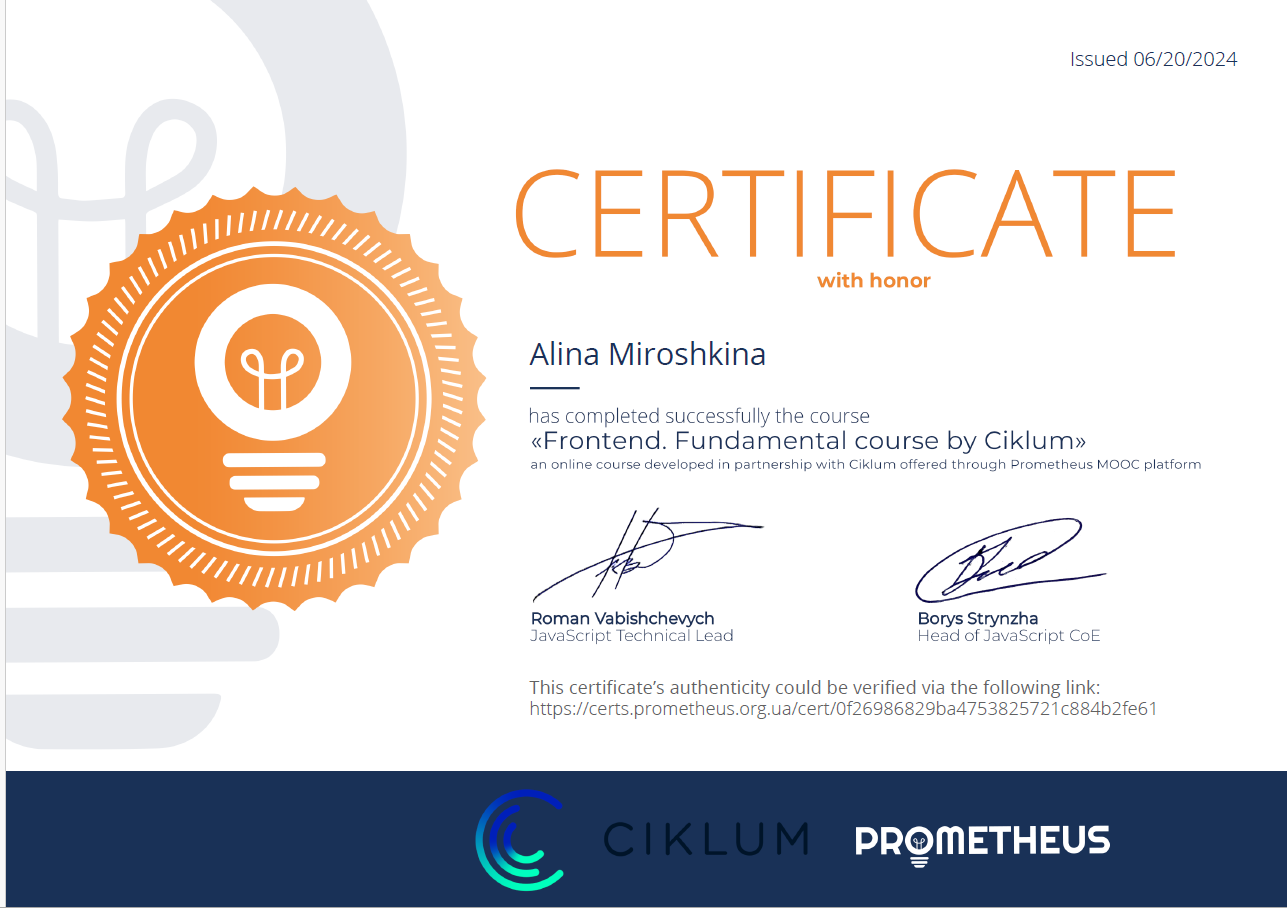 Issued 06/20/2024
CERTIFICATE
with honor
Alina Miroshkina
has completed successfully the course
«Frontend. Fundamental course by Ciklum»
an online course developed in partnership with Ciklum offered through Prometheus MOOC platform
Roman Vabishchevych
JavaScript Technical Lead
Borys Strynzha
Head of JavaScript CoE
This certificate’s authenticity could be verified via the following link:
https://certs.prometheus.org.ua/cert/0f26986829ba4753825721c884b2fe61
CIKLUM
PROMETHEUS